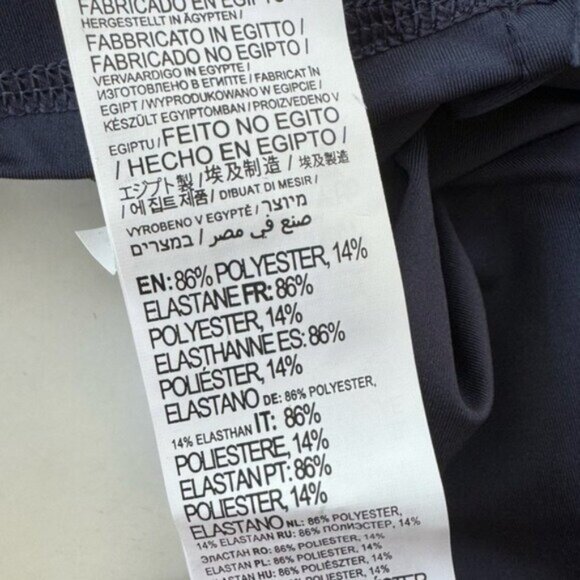 FABRICADO EN EGIPTO
HERGESTELLT IN ÄGYPTEN /
FABBRICATO IN EGITTO /
FABRICADO NO EGIPTO /
VERVAARDIGD IN EGYPTE /
ИЗГОТОВЛЕНО В ЕГИПТЕ / FABRICAT ÎN
EGIPT / WYPRODUKOWANO W EGIPCIE /
KÉSZÜLT EGYIPTOMBAN / PROIZVEDENO V
EGIPTU / FEITO NO EGITO
/ HECHO EN EGIPTO /
エジプト製 / 埃及制造 / 埃及製造
/ 에집트제품 / DIBUAT DI MESIR /
VYROBENO V EGYPTĚ / מיוצר
במצרים / صنع في مصر /
EN: 86% POLYESTER, 14%
ELASTANE FR: 86%
POLYESTER, 14%
ELASTHANNE ES: 86%
POLIÉSTER, 14%
ELASTANO DE: 86% POLYESTER,
14% ELASTHAN IT: 86%
POLIESTERE, 14%
ELASTAN PT: 86%
POLIESTER, 14%
ELASTANO NL: 86% POLYESTER,
14% ELASTAAN RU: 86% ПОЛИЭСТЕР, 14%
ЭЛАСТАН RO: 86% POLIESTER, 14%
ELASTAN PL: 86% POLIESTER, 14%
ELASTAN HU: 86% POLIÉSZTER, 14%